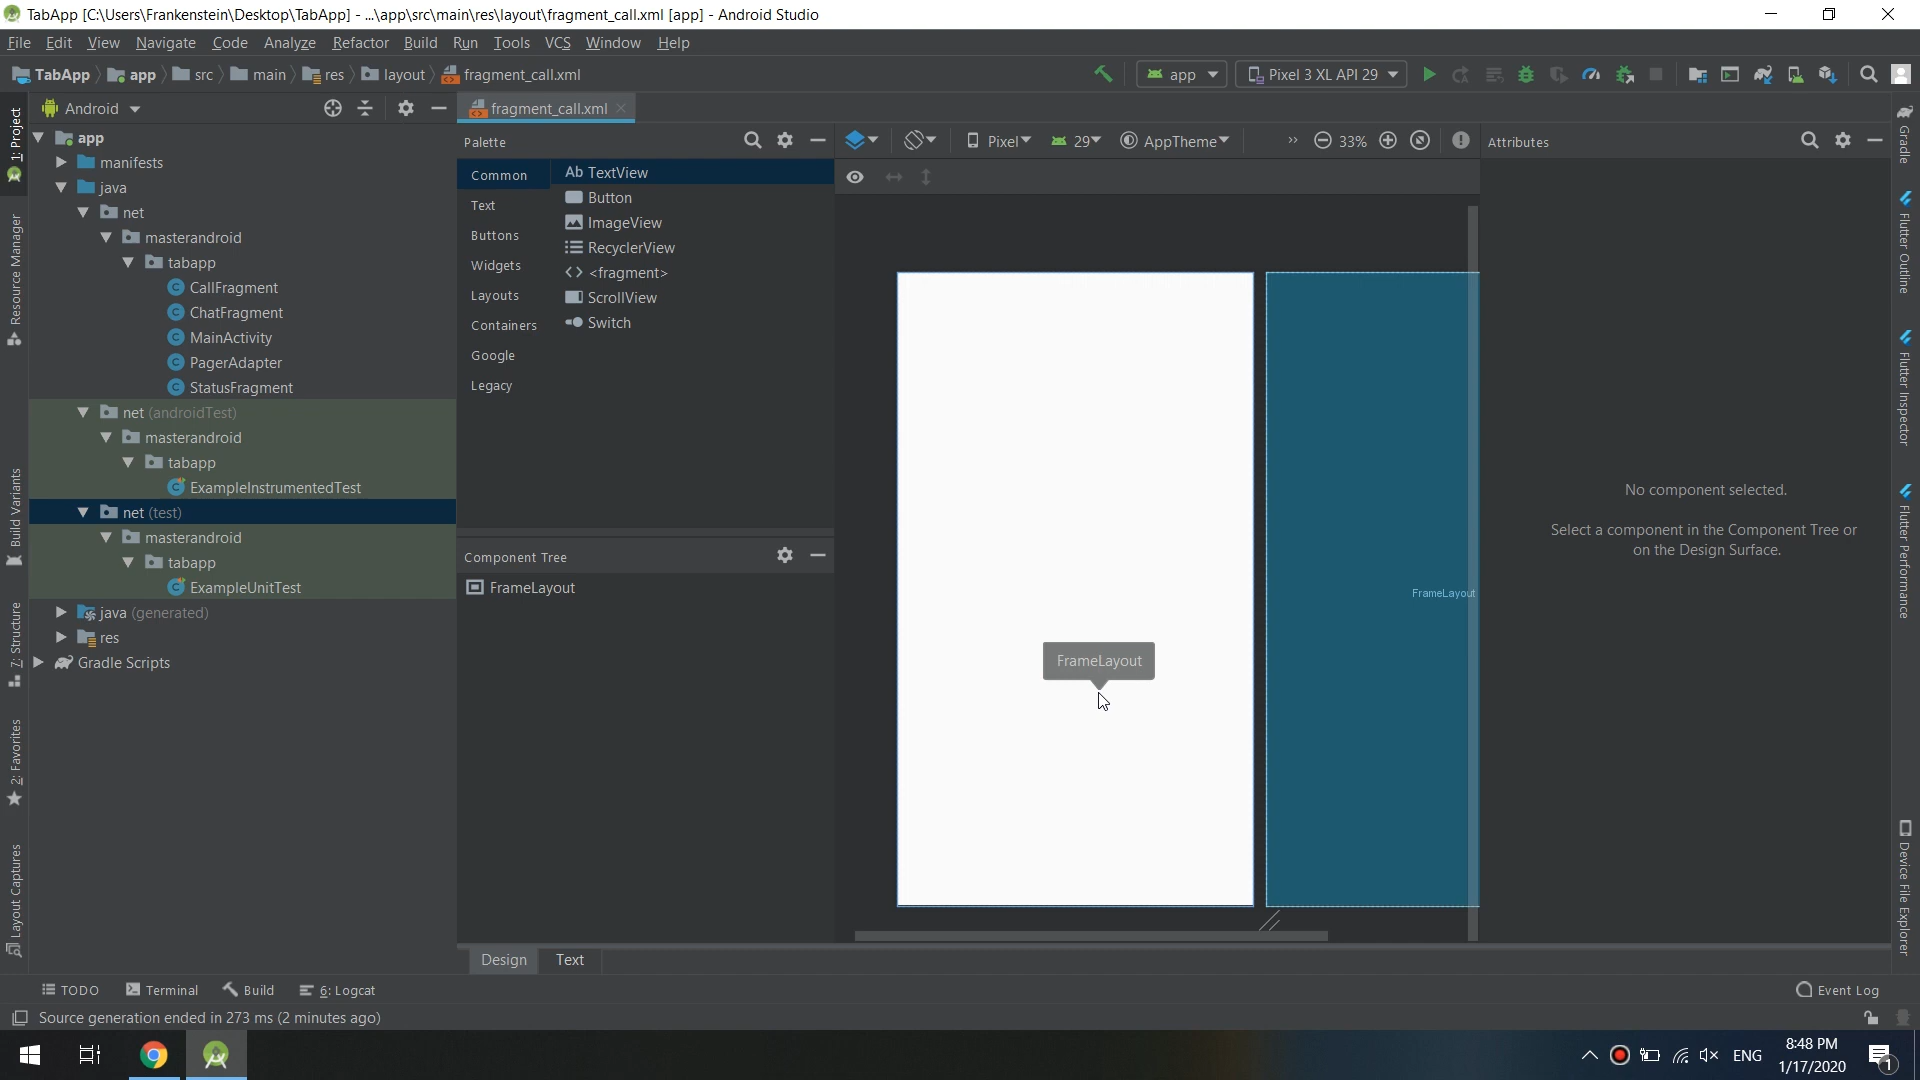 TabApp [C:\Users\Frankenstein\Desktop\TabApp] - ...\app\src\main\res\layout\fragment_call.xml [app] - Android Studio
File Edit View Navigate Code Analyze Refactor Build Run Tools VCS Window Help
TabApp app src main res layout fragment_call.xml
app Pixel 3 XL API 29
1: Project
Resource Manager
Build Variants
7: Structure
2: Favorites
Layout Captures
Android
app
manifests
java
net
masterandroid
tabapp
CallFragment
ChatFragment
MainActivity
PagerAdapter
StatusFragment
net (androidTest)
masterandroid
tabapp
ExampleInstrumentedTest
net (test)
masterandroid
tabapp
ExampleUnitTest
java (generated)
res
Gradle Scripts
fragment_call.xml
Palette
Common
Text
Buttons
Widgets
Layouts
Containers
Google
Legacy
Ab TextView
Button
ImageView
RecyclerView
<fragment>
ScrollView
Switch
Component Tree
FrameLayout
Pixel 29 AppTheme » 33%
FrameLayout
FrameLayout
Attributes
No component selected.
Select a component in the Component Tree or
on the Design Surface.
Gradle
Flutter Outline
Flutter Inspector
Flutter Performance
Device File Explorer
Design Text
TODO Terminal Build 6: Logcat Event Log
Source generation ended in 273 ms (2 minutes ago)
ENG
8:48 PM
1/17/2020
1